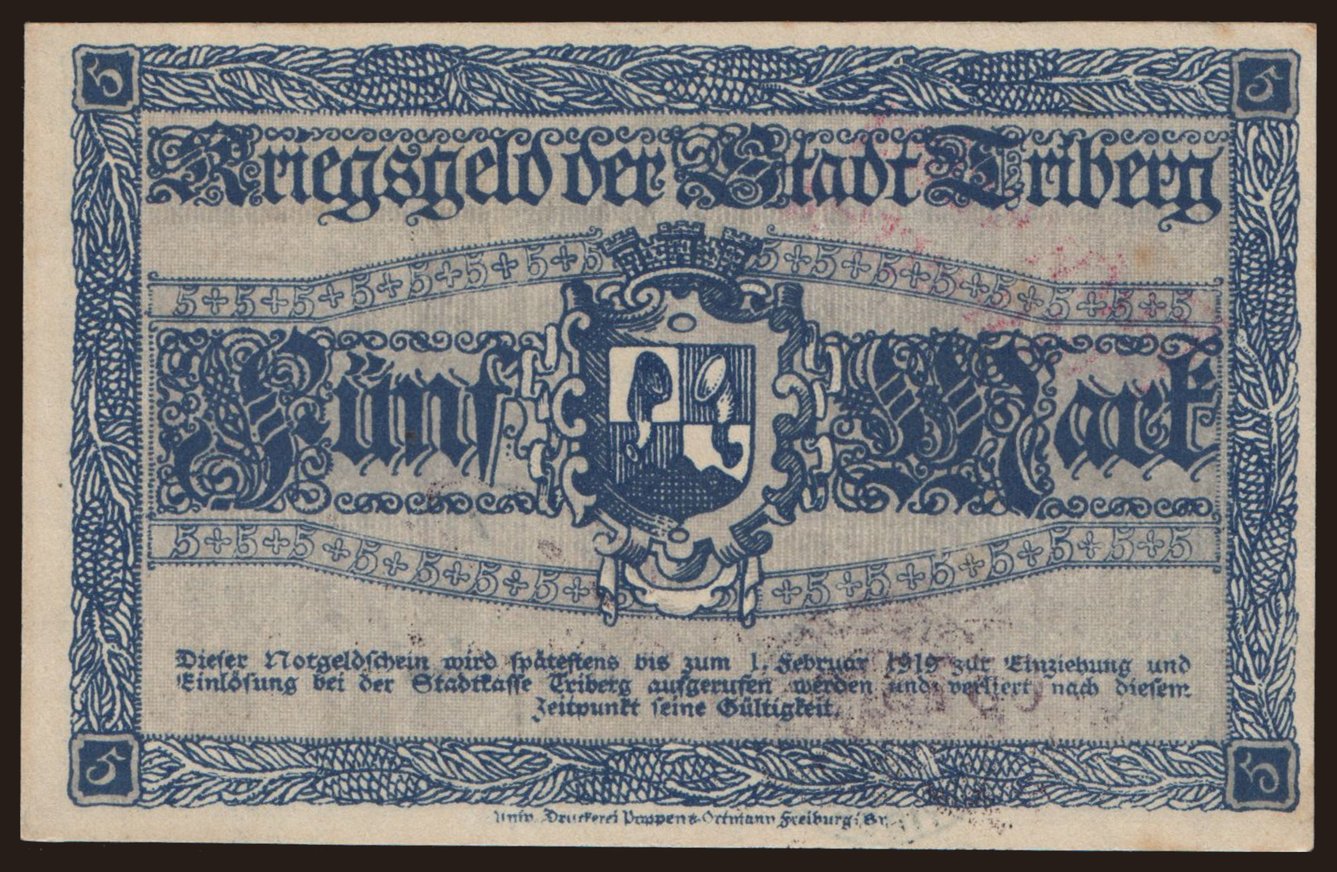 5 5
Kriegsgeld der Stadt Triberg
5+5+5+5+5+5+5+5+5+5 5+5+5+5+5+5+5+5+5+5
Fünf Mark
5+5+5+5+5+5+5+5+5+5+ +5+5+5+5+5+5+5+5+5
Dieser Notgeldschein wird spätestens bis zum 1. Februar 1919 zur Einziehung und
Einlösung bei der Stadtkasse Triberg aufgerufen werden und verliert nach diesem
Zeitpunkt seine Gültigkeit.
5 5
Univ. Druckerei Poppen & Ortmann Freiburg i. Br.